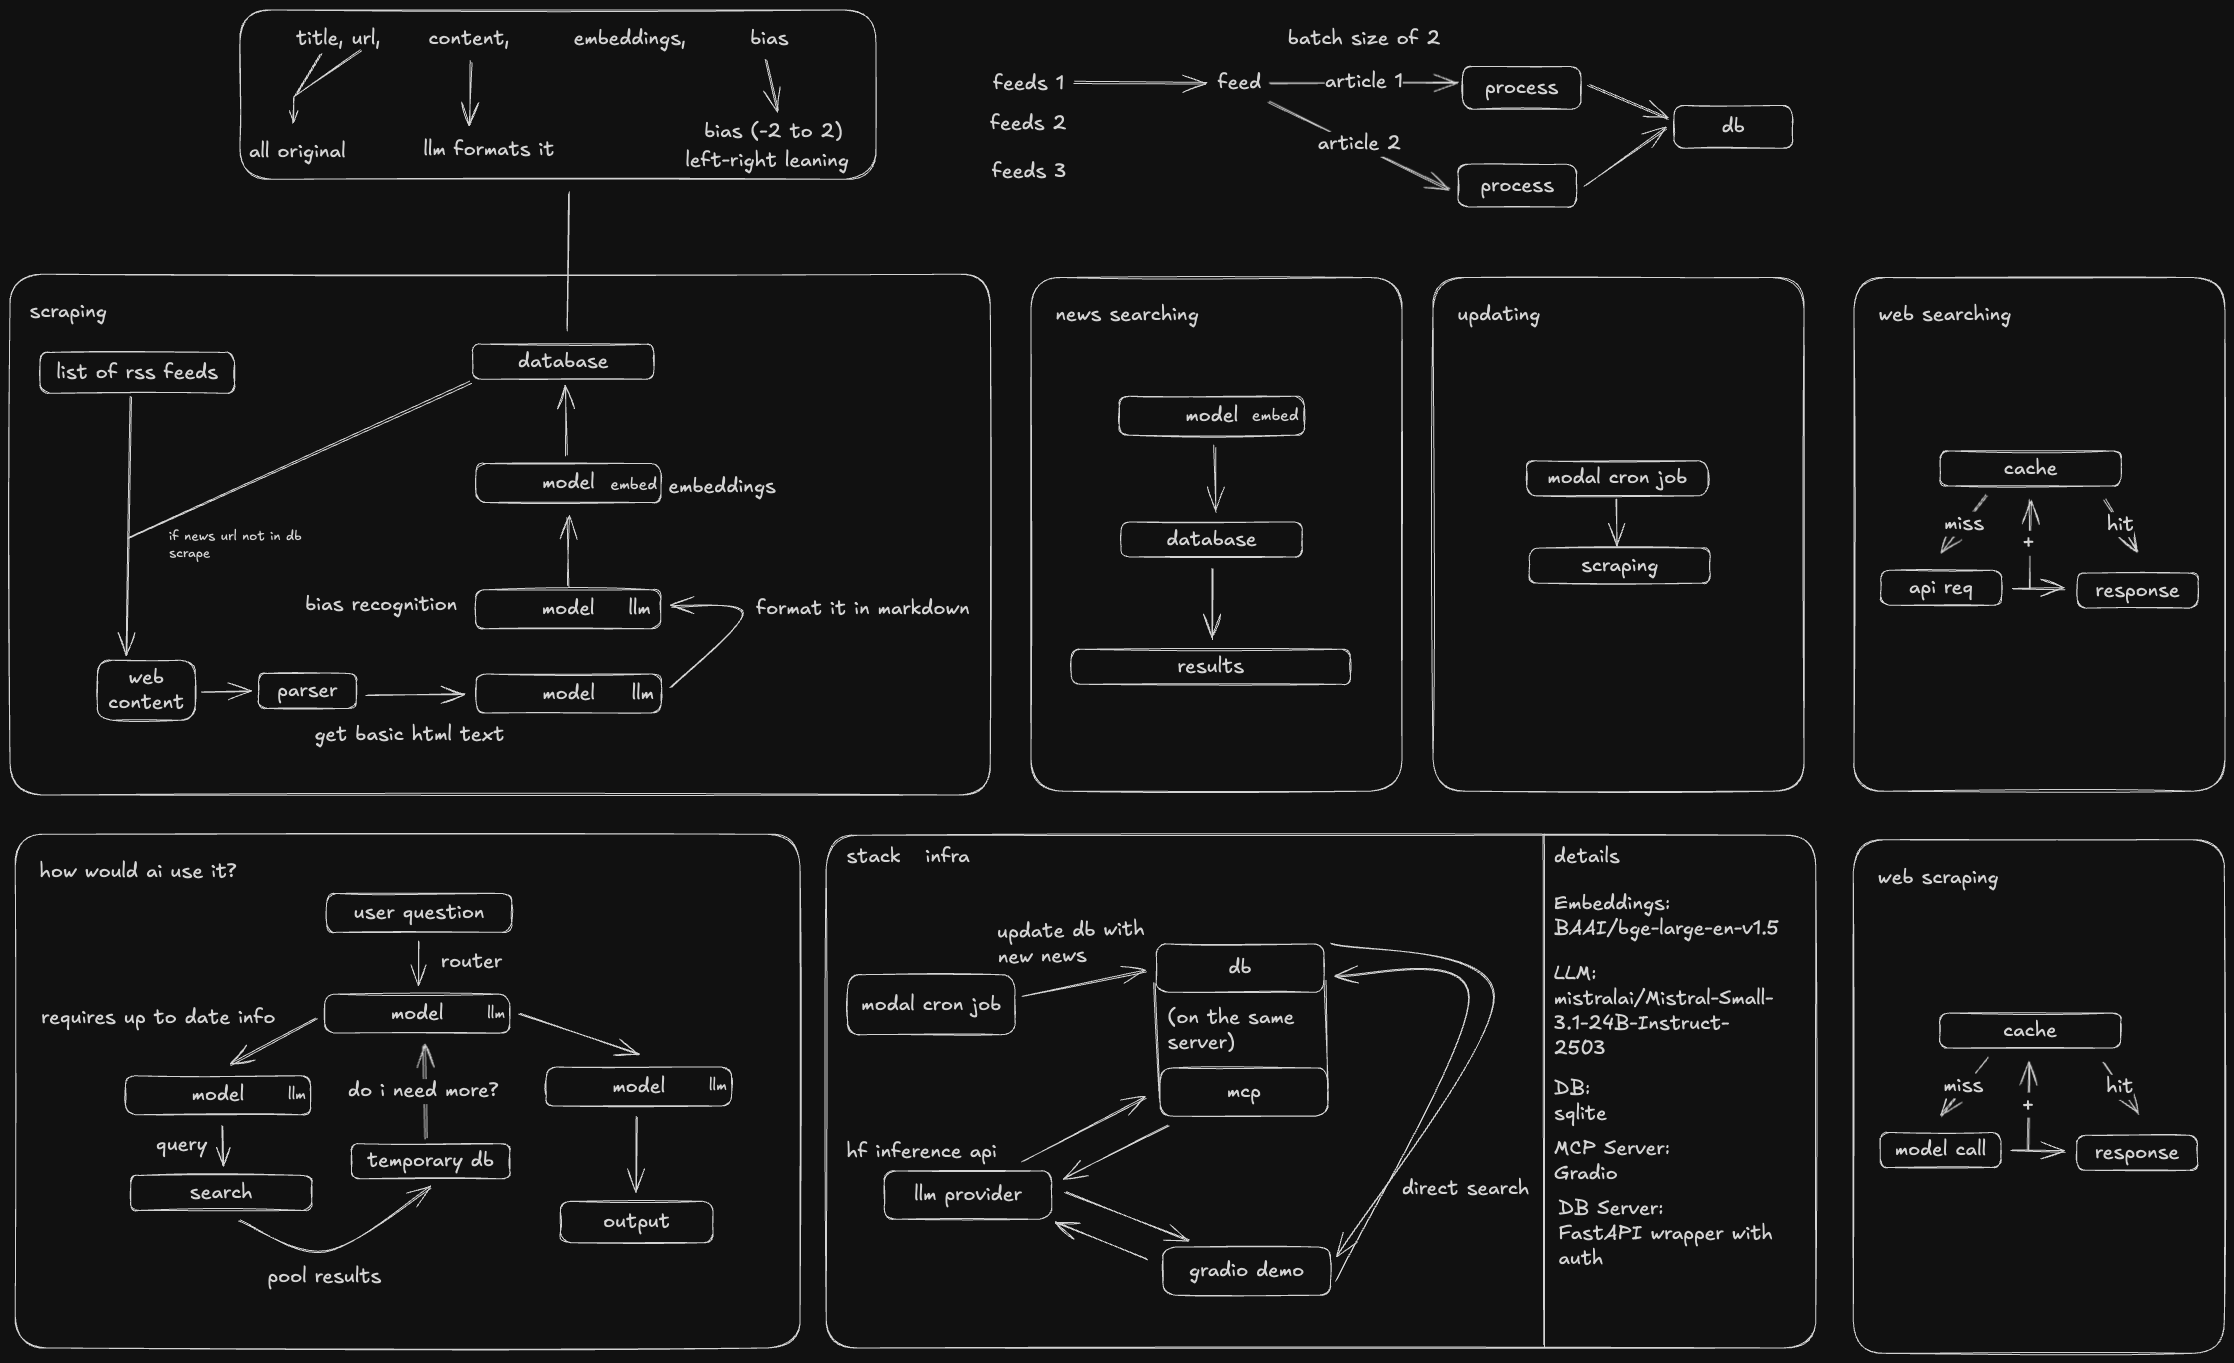 title, url,
content,
embeddings,
bias
all original
llm formats it
bias (-2 to 2)
left-right leaning
batch size of 2
feeds 1
feed
article 1
process
feeds 2
db
article 2
feeds 3
process
scraping
list of rss feeds
database
model embed
embeddings
if news url not in db
scrape
bias recognition
model llm
format it in markdown
web
content
parser
model llm
get basic html text
news searching
model embed
database
results
updating
modal cron job
scraping
web searching
cache
miss
hit
+
api req
response
how would ai use it?
user question
router
requires up to date info
model llm
model llm
do i need more?
model llm
query
temporary db
search
output
pool results
stack infra
update db with
new news
db
modal cron job
(on the same
server)
mcp
hf inference api
llm provider
direct search
gradio demo
details
Embeddings:
BAAI/bge-large-en-v1.5
LLM:
mistralai/Mistral-Small-
3.1-24B-Instruct-
2503
DB:
sqlite
MCP Server:
Gradio
DB Server:
FastAPI wrapper with
auth
web scraping
cache
miss
hit
+
model call
response